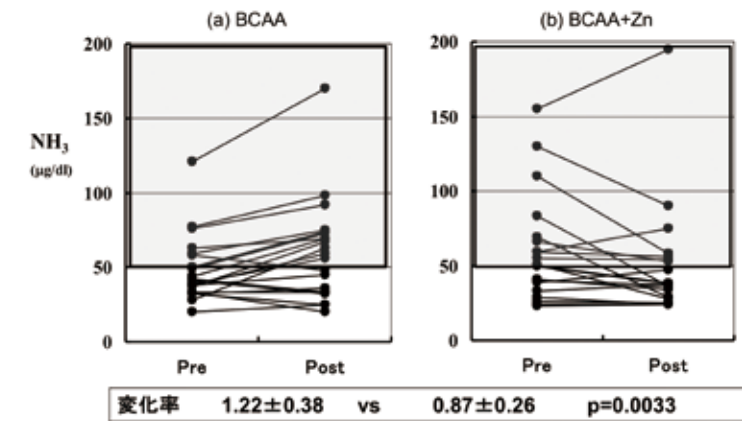 (a) BCAA
(b) BCAA+Zn
NH₃
(μg/dl)
200
150
100
50
0
Pre Post
200
150
100
50
0
Pre Post
変化率 1.22±0.38 vs 0.87±0.26 p=0.0033